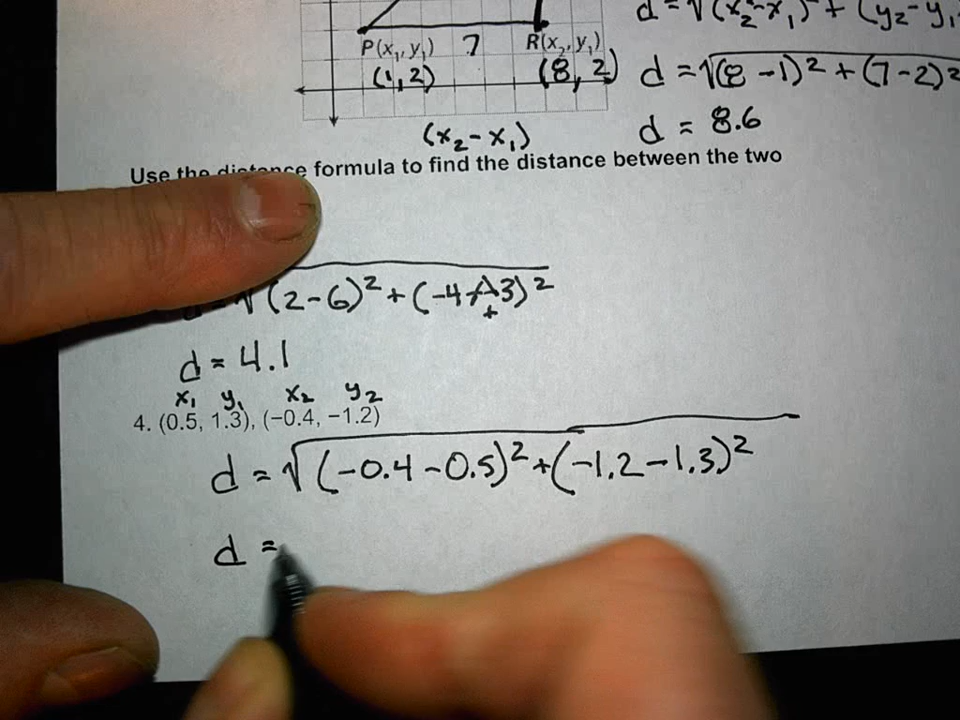 d = √(x₂-x₁)² + (y₂-y₁
P(x₁, y₁) 7 R(x₂, y₂)
(1,2) (8, 2) d = √(8 - 1)² + (7-2)²
(x₂ - x₁) d = 8.6
Use the distance formula to find the distance between the two
√(2-6)² + (-4 + 3)²
d = 4.1
x₁ y₁ x₂ y₂
4. (0.5, 1.3), (−0.4, −1.2)
d = √(-0.4 - 0.5)² + (-1.2 - 1.3)²
d =